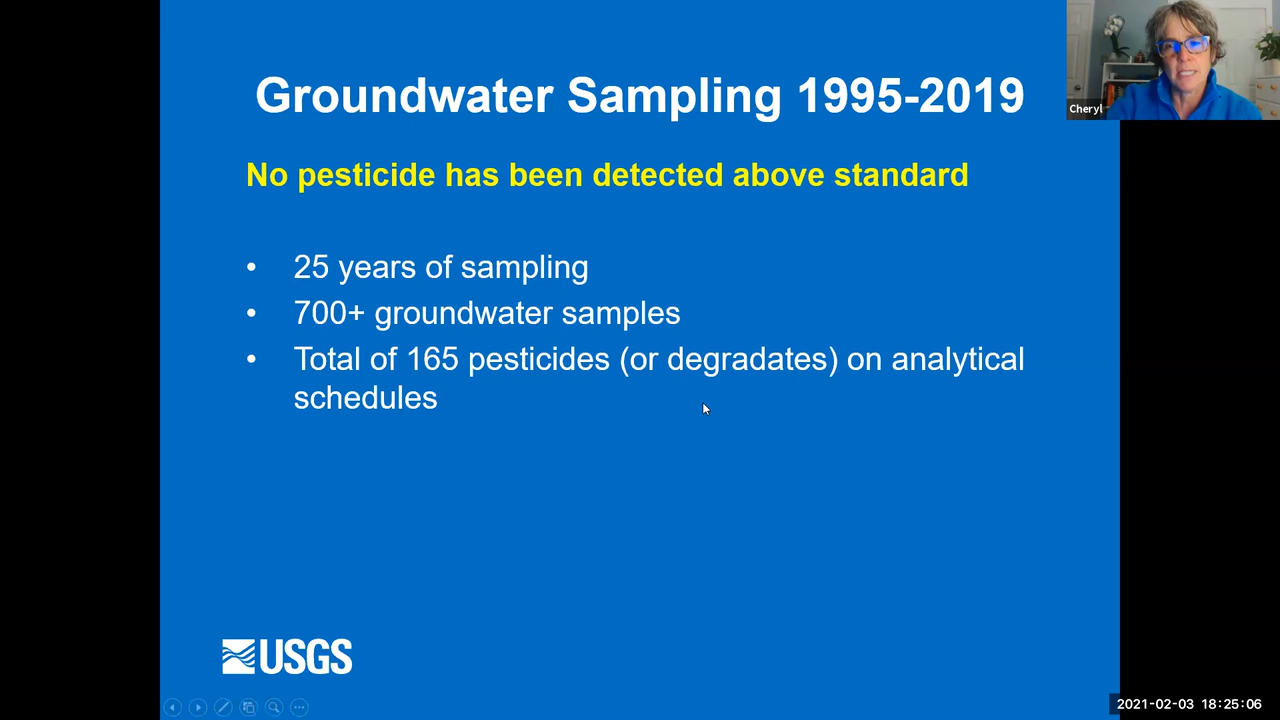 Groundwater Sampling 1995-2019
Cheryl
No pesticide has been detected above standard
• 25 years of sampling
• 700+ groundwater samples
• Total of 165 pesticides (or degradates) on analytical
schedules
USGS
2021-02-03 18:25:06